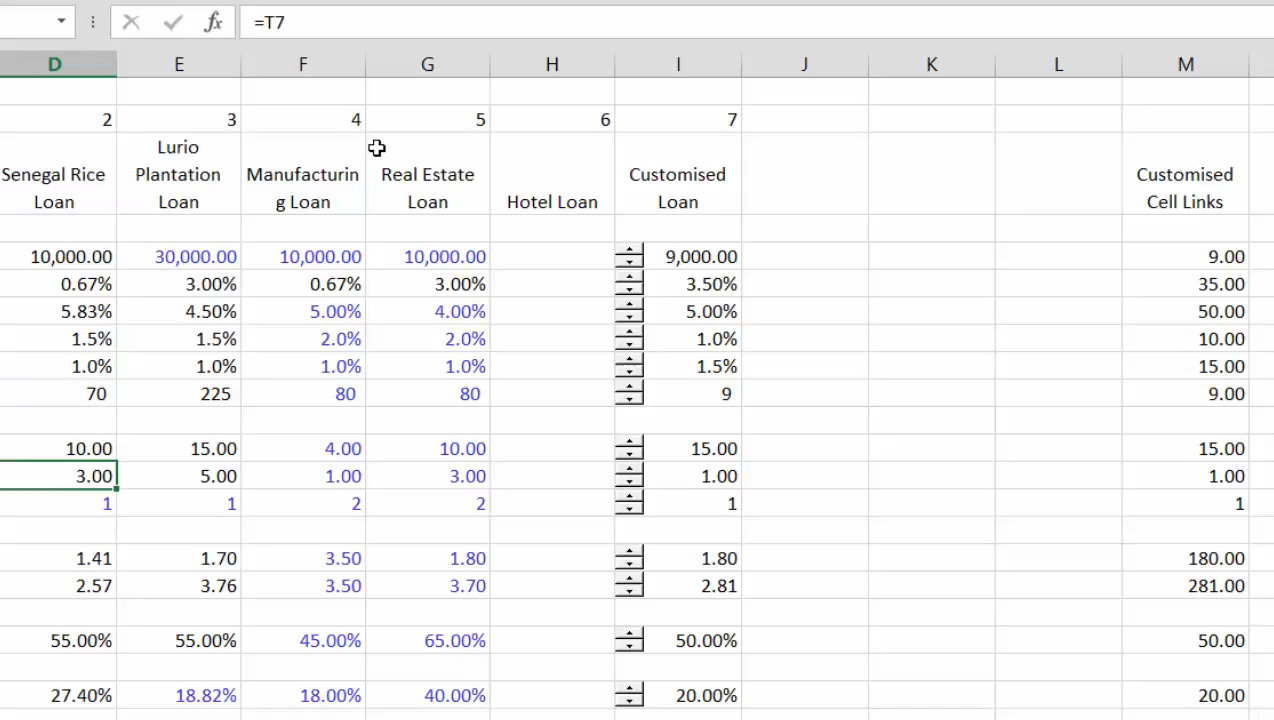 =T7
D E F G H I J K L M
2 3 4 5 6 7
Lurio
Senegal Rice Plantation Manufacturin Real Estate Customised Customised
Loan Loan g Loan Loan Hotel Loan Loan Cell Links
10,000.00 30,000.00 10,000.00 10,000.00 9,000.00 9.00
0.67% 3.00% 0.67% 3.00% 3.50% 35.00
5.83% 4.50% 5.00% 4.00% 5.00% 50.00
1.5% 1.5% 2.0% 2.0% 1.0% 10.00
1.0% 1.0% 1.0% 1.0% 1.5% 15.00
70 225 80 80 9 9.00
10.00 15.00 4.00 10.00 15.00 15.00
3.00 5.00 1.00 3.00 1.00 1.00
1 1 2 2 1 1
1.41 1.70 3.50 1.80 1.80 180.00
2.57 3.76 3.50 3.70 2.81 281.00
55.00% 55.00% 45.00% 65.00% 50.00% 50.00
27.40% 18.82% 18.00% 40.00% 20.00% 20.00